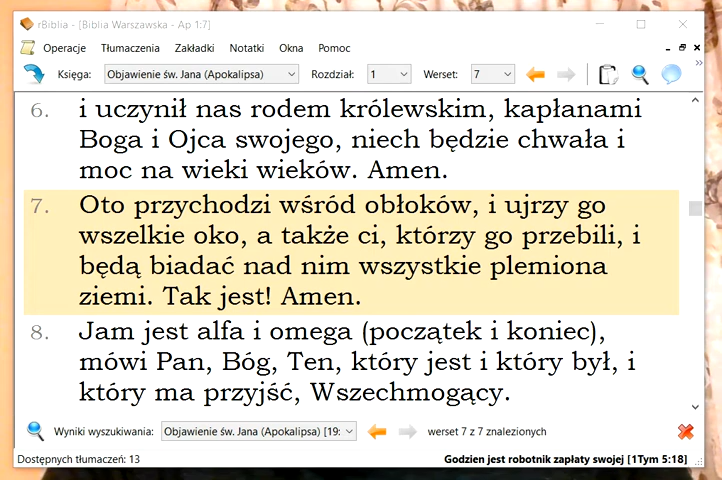 rBiblia - [Biblia Warszawska - Ap 1:7]
Operacje Tłumaczenia Zakładki Notatki Okna Pomoc
Księga: Objawienie św. Jana (Apokalipsa) Rozdział: 1 Werset: 7
6. i uczynił nas rodem królewskim, kapłanami
Boga i Ojca swojego, niech będzie chwała i
moc na wieki wieków. Amen.
7. Oto przychodzi wśród obłoków, i ujrzy go
wszelkie oko, a także ci, którzy go przebili, i
będą biadać nad nim wszystkie plemiona
ziemi. Tak jest! Amen.
8. Jam jest alfa i omega (początek i koniec),
mówi Pan, Bóg, Ten, który jest i który był, i
który ma przyjść, Wszechmogący.
Wyniki wyszukiwania: Objawienie św. Jana (Apokalipsa) [19: werset 7 z 7 znalezionych
Dostępnych tłumaczeń: 13 Godzien jest robotnik zapłaty swojej [1Tym 5:18]